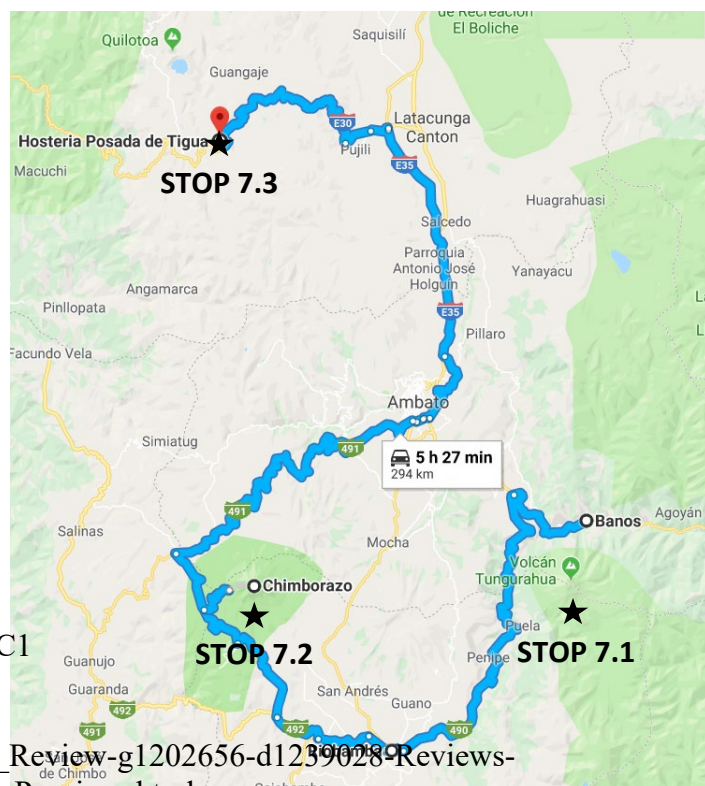 de Recreación
El Boliche
Quilotoa
Saquisilí
Guangaje
Latacunga
Canton
E30
Hosteria Posada de Tigua
Pujili
E35
Macuchi
STOP 7.3
Huagrahuasi
Salcedo
Parroquia
Antonio José
Holguín
Yanayacu
Angamarca
Pinllopata
E35
Pillaro
Facundo Vela
Ambato
Simiatug
491
5 h 27 min
294 km
491
Banos
Agoyán
Salinas
Mocha
Volcán
Tungurahua
Chimborazo
C1
Puela
STOP 7.2
STOP 7.1
Guanujo
Penipe
Guaranda
San Andrés
492
Guano
491
492
490
_Review-g1202656-d1239028-Reviews-
Riobamba
de Chimbo